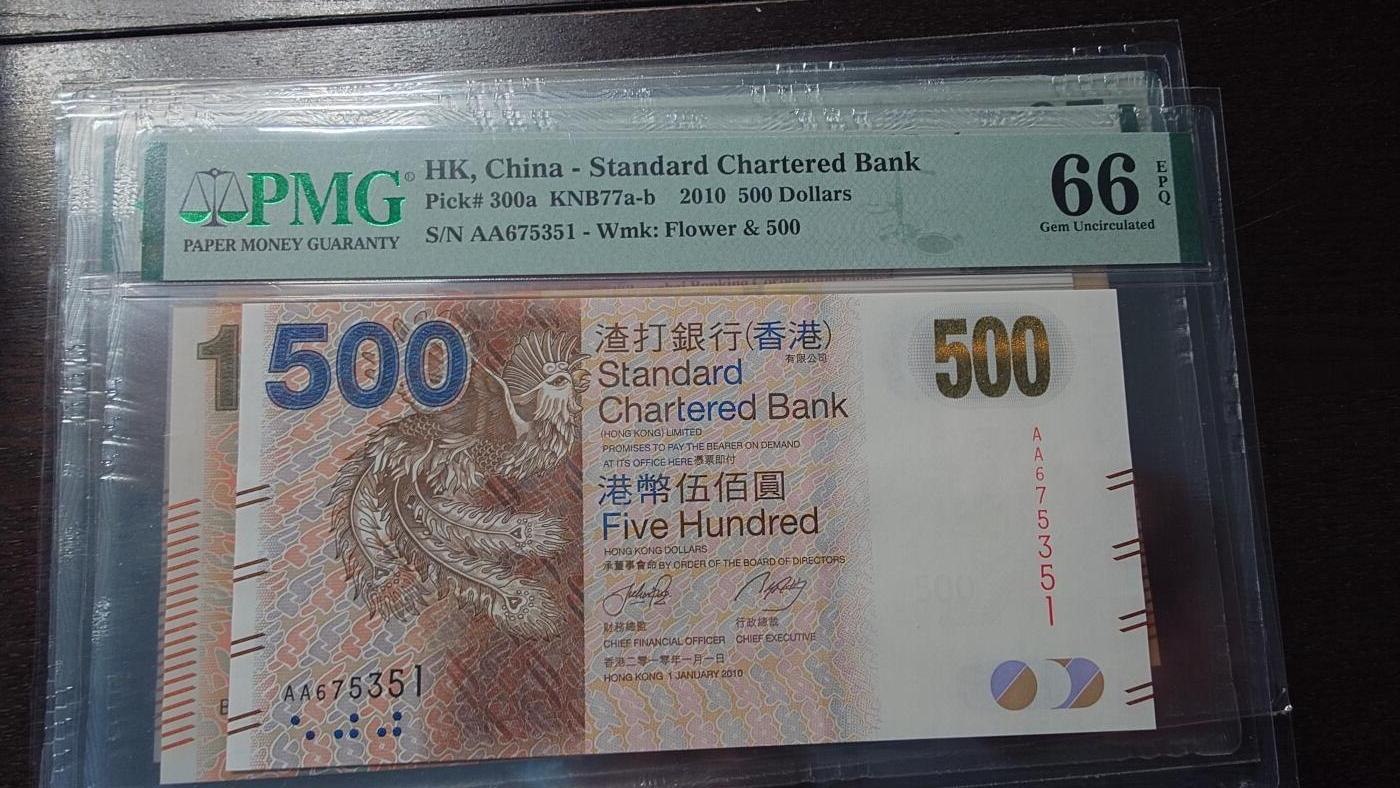 PMG®
PAPER MONEY GUARANTY
HK, China - Standard Chartered Bank
Pick# 300a KNB77a-b 2010 500 Dollars
S/N AA675351 - Wmk: Flower & 500
66
EPQ
Gem Uncirculated
1
500
渣打銀行(香港)
有限公司
Standard
Chartered Bank
(HONG KONG) LIMITED
PROMISES TO PAY THE BEARER ON DEMAND
AT ITS OFFICE HERE 憑票即付
港幣伍佰圓
Five Hundred
HONG KONG DOLLARS
承董事會命 BY ORDER OF THE BOARD OF DIRECTORS
財務總監
CHIEF FINANCIAL OFFICER
行政總裁
CHIEF EXECUTIVE
香港二零一零年一月一日
HONG KONG 1 JANUARY 2010
500
AA675351
AA675351
500